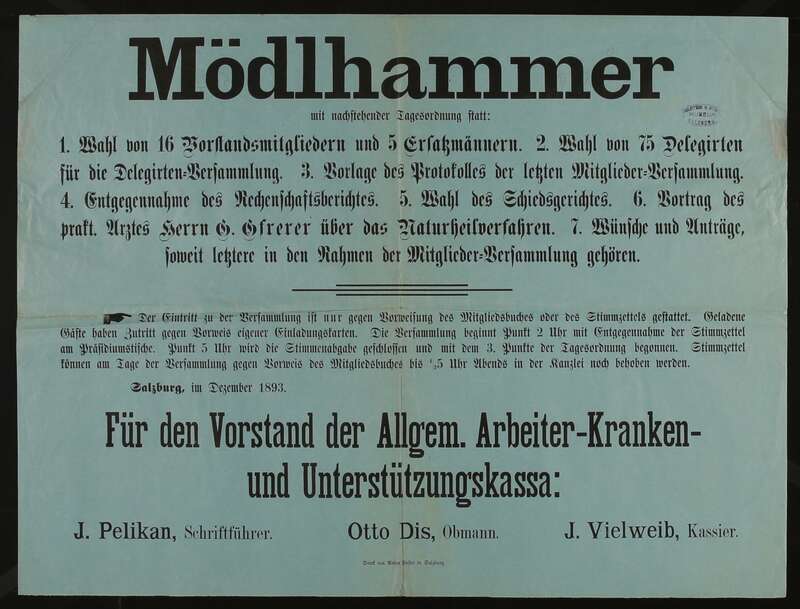 Mödlhammer
mit nachstehender Tagesordnung statt:
1. Wahl von 16 Vorstandsmitgliedern und 5 Ersatzmännern. 2. Wahl von 75 Delegirten
für die Delegirten-Versammlung. 3. Vorlage des Protokolles der letzten Mitglieder-Versammlung.
4. Entgegennahme des Rechenschaftsberichtes. 5. Wahl des Schiedsgerichtes. 6. Vortrag des
prakt. Arztes Herrn G. Gfrerer über das Naturheilverfahren. 7. Wünsche und Anträge,
soweit letztere in den Rahmen der Mitglieder-Versammlung gehören.
Der Eintritt zu der Versammlung ist nur gegen Vorweisung des Mitgliedsbuches oder des Stimmzettels gestattet. Geladene
Gäste haben Zutritt gegen Vorweis eigener Einladungskarten. Die Versammlung beginnt Punkt 2 Uhr mit Entgegennahme der Stimmzettel
am Präsidiumstische. Punkt 5 Uhr wird die Stimmenabgabe geschlossen und mit dem 3. Punkte der Tagesordnung begonnen. Stimmzettel
können am Tage der Versammlung gegen Vorweis des Mitgliedsbuches bis 1/25 Uhr Abends in der Kanzlei noch behoben werden.
Salzburg, im Dezember 1893.
Für den Vorstand der Allgem. Arbeiter-Kranken-
und Unterstützungskassa:
J. Pelikan, Schriftführer. Otto Dis, Obmann. J. Vielweib, Kassier.
Druck von Anton in Salzburg